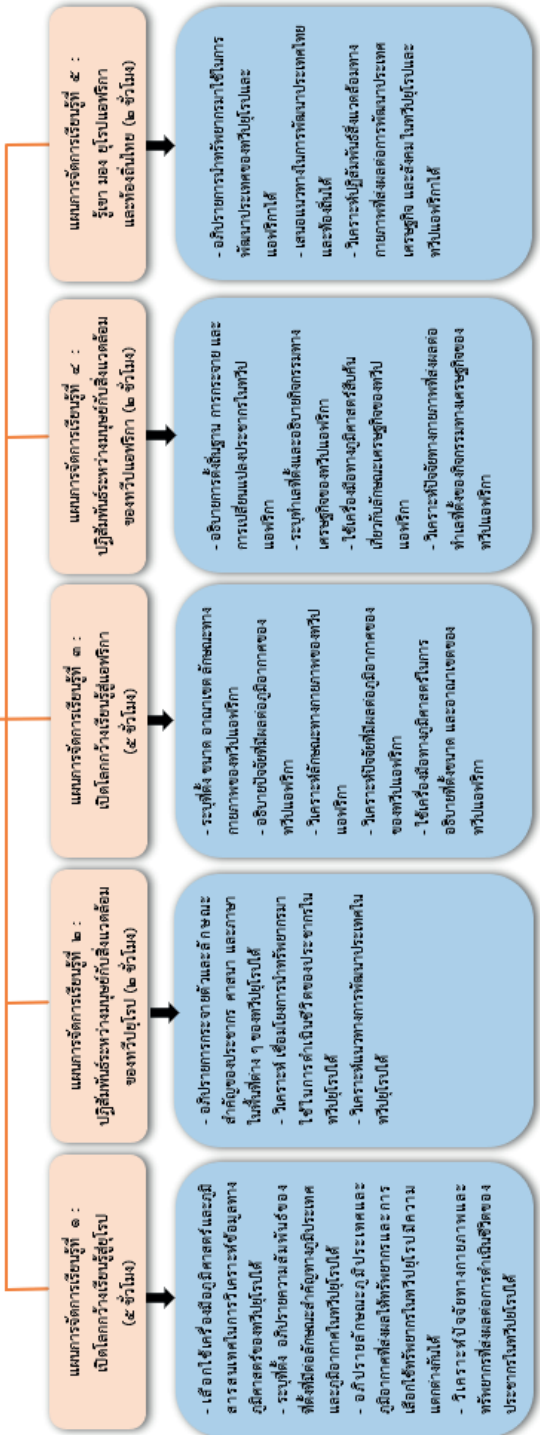 แผนการจัดการเรียนรู้ที่ ๑ :
เปิดโลกกว้างเรียนรู้สู่ยุโรป
(๕ ชั่วโมง)
- เลือกใช้เครื่องมือภูมิศาสตร์และภูมิ
สารสนเทศในการวิเคราะห์ข้อมูลทาง
ภูมิศาสตร์ของทวีปยุโรปได้
- ระบุที่ตั้ง อภิปรายความสัมพันธ์ของ
ที่ตั้งที่มีต่อลักษณะสำคัญทางภูมิประเทศ
และภูมิอากาศในทวีปยุโรปได้
- อภิปรายลักษณะภูมิประเทศและ
ภูมิอากาศที่ส่งผลให้ทรัพยากรและการ
เลือกใช้ทรัพยากรในทวีปยุโรปมีความ
แตกต่างกันได้
- วิเคราะห์ปัจจัยทางกายภาพและ
ทรัพยากรที่ส่งผลต่อการดำเนินชีวิตของ
ประชากรในทวีปยุโรปได้
แผนการจัดการเรียนรู้ที่ ๒ :
ปฏิสัมพันธ์ระหว่างมนุษย์กับสิ่งแวดล้อม
ของทวีปยุโรป (๒ ชั่วโมง)
- อภิปรายการกระจายตัวและลักษณะ
สำคัญของประชากร ศาสนา และภาษา
ในพื้นที่ต่าง ๆ ของทวีปยุโรปได้
- วิเคราะห์ เชื่อมโยงการนำทรัพยากรมา
ใช้ในการดำเนินชีวิตของประชากรใน
ทวีปยุโรปได้
- วิเคราะห์แนวทางการพัฒนาประเทศใน
ทวีปยุโรปได้
แผนการจัดการเรียนรู้ที่ ๓ :
เปิดโลกกว้างเรียนรู้สู่แอฟริกา
(๕ ชั่วโมง)
- ระบุที่ตั้ง ขนาด อาณาเขต ลักษณะทาง
กายภาพของทวีปแอฟริกา
- อธิบายปัจจัยที่มีผลต่อภูมิอากาศของ
ทวีปแอฟริกา
- วิเคราะห์ลักษณะทางกายภาพของทวีป
แอฟริกา
- วิเคราะห์ปัจจัยที่มีผลต่อภูมิอากาศของ
ของทวีปแอฟริกา
- ใช้เครื่องมือทางภูมิศาสตร์ในการ
อธิบายที่ตั้งขนาด และอาณาเขตของ
ทวีปแอฟริกา
แผนการจัดการเรียนรู้ที่ ๔ :
ปฏิสัมพันธ์ระหว่างมนุษย์กับสิ่งแวดล้อม
ของทวีปแอฟริกา (๒ ชั่วโมง)
- อธิบายการตั้งถิ่นฐาน การกระจาย และ
การเปลี่ยนแปลงประชากรในทวีป
แอฟริกา
- ระบุทำเลที่ตั้งและอธิบายกิจกรรมทาง
เศรษฐกิจของทวีปแอฟริกา
- ใช้เครื่องมือทางภูมิศาสตร์สืบค้น
เกี่ยวกับลักษณะเศรษฐกิจของทวีป
แอฟริกา
- วิเคราะห์ปัจจัยทางกายภาพที่ส่งผลต่อ
ทำเลที่ตั้งของกิจกรรมทางเศรษฐกิจของ
ทวีปแอฟริกา
แผนการจัดการเรียนรู้ที่ ๕ :
รู้เขา มอง ยุโรปแอฟริกา
และท้องถิ่นไทย (๒ ชั่วโมง)
- อภิปรายการนำทรัพยากรมาใช้ในการ
พัฒนาประเทศของทวีปยุโรปและ
แอฟริกาได้
- เสนอแนวทางในการพัฒนาประเทศไทย
และท้องถิ่นได้
- วิเคราะห์ปฏิสัมพันธ์สิ่งแวดล้อมทาง
กายภาพที่ส่งผลต่อการพัฒนาประเทศ
เศรษฐกิจ และสังคม ในทวีปยุโรปและ
ทวีปแอฟริกาได้